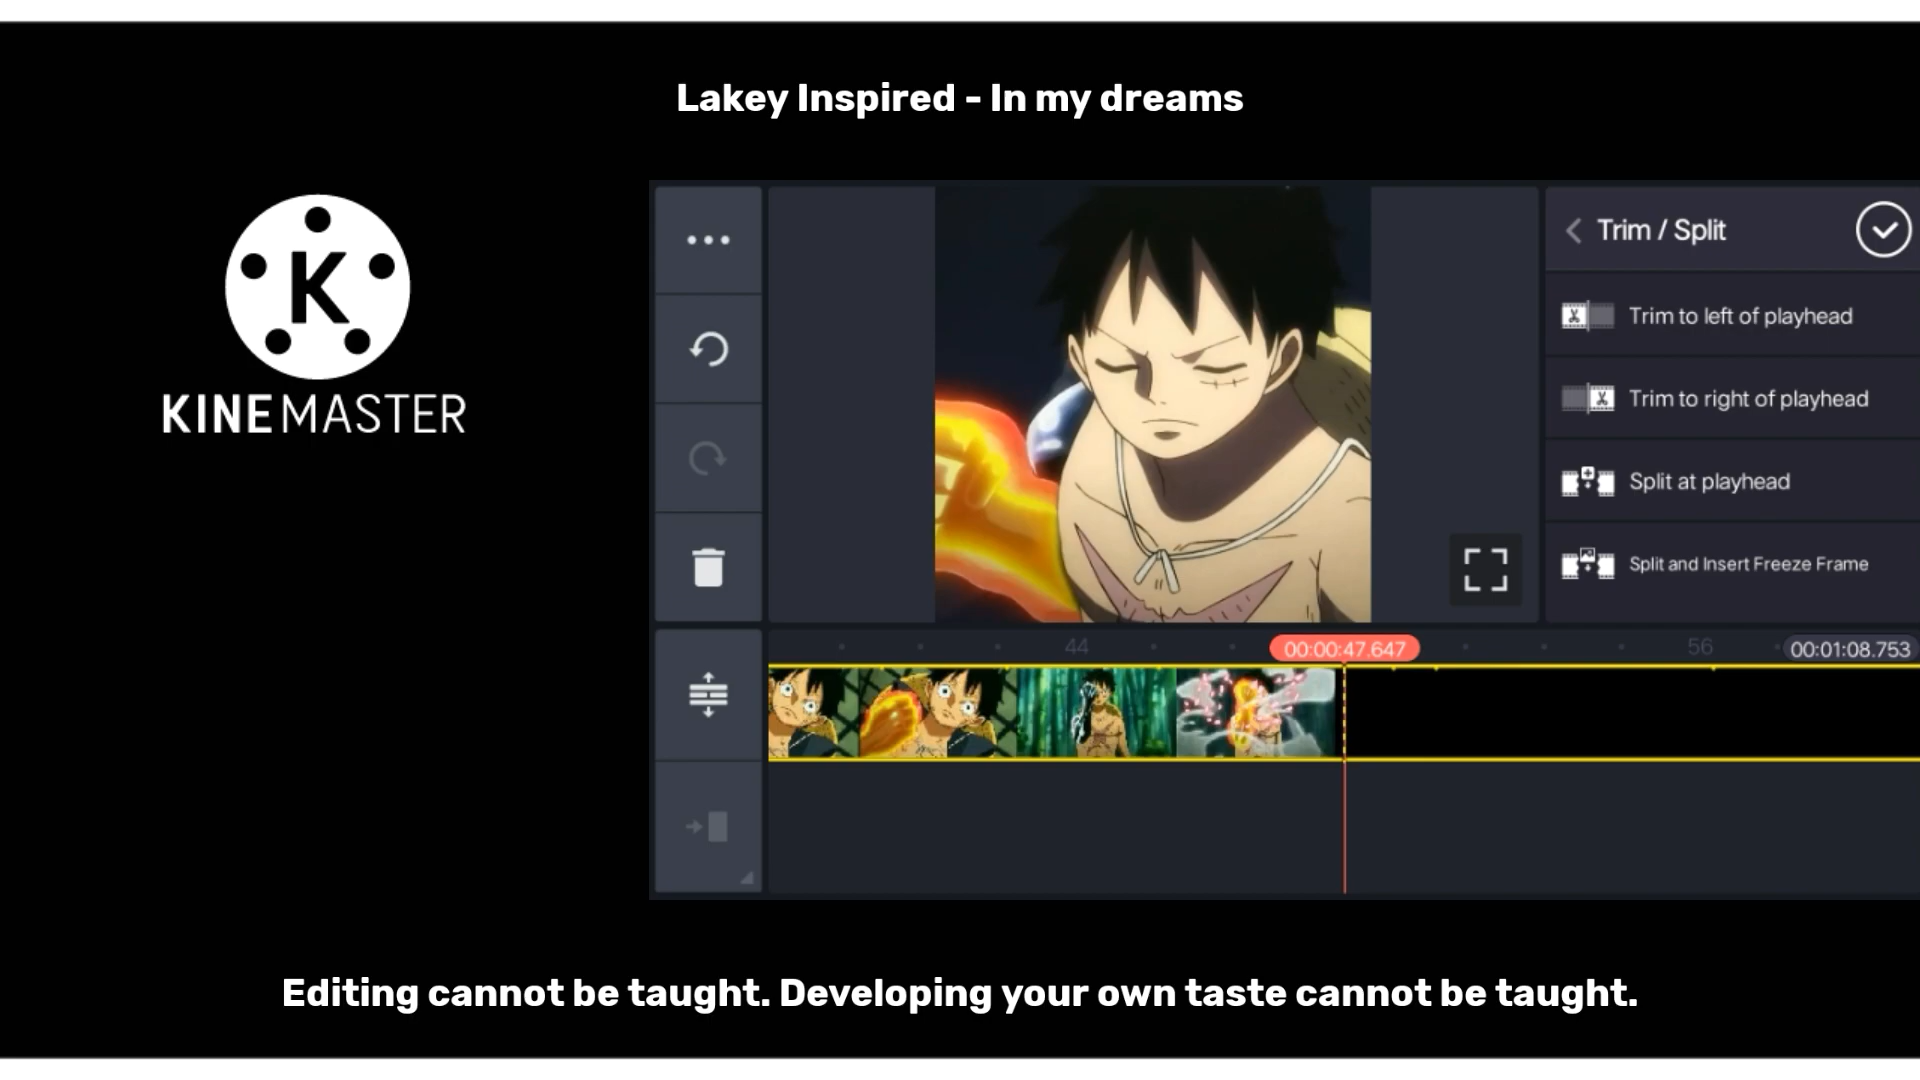 Lakey Inspired - In my dreams
K
KINEMASTER
Trim / Split
Trim to left of playhead
Trim to right of playhead
Split at playhead
Split and Insert Freeze Frame
44
00:00:47.647
56
00:01:08.753
Editing cannot be taught. Developing your own taste cannot be taught.